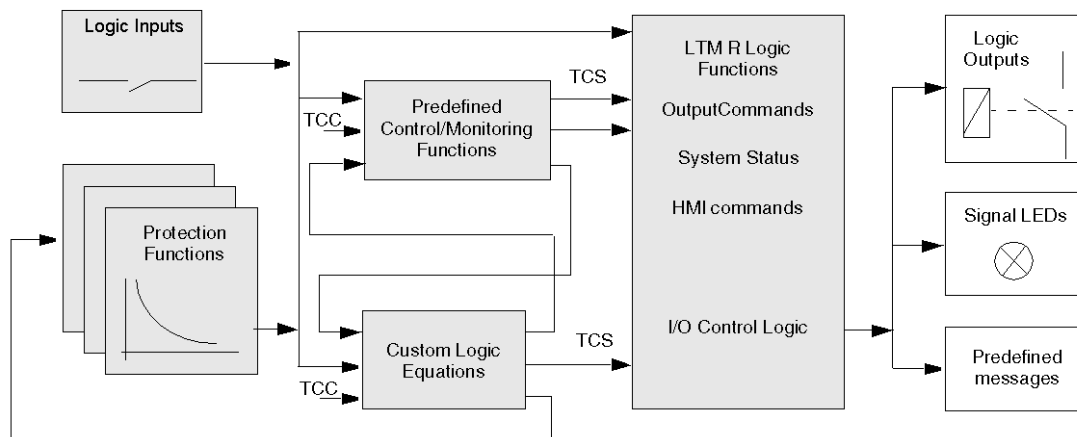 Logic Inputs
Protection
Functions
TCC
Predefined
Control/Monitoring
Functions
TCS
TCC
Custom Logic
Equations
TCS
LTM R Logic
Functions
OutputCommands
System Status
HMI commands
I/O Control Logic
Logic
Outputs
Signal LEDs
Predefined
messages